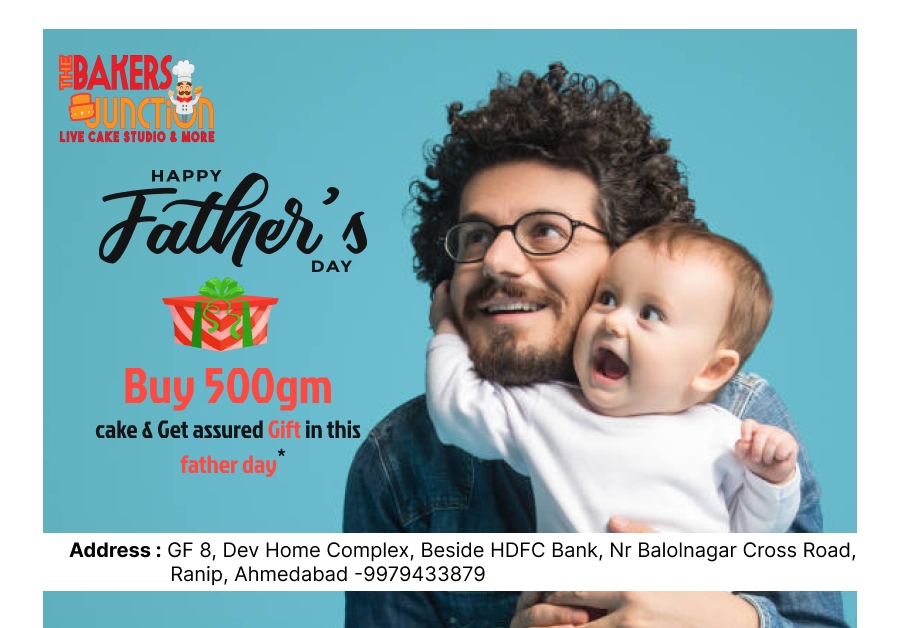 THE BAKERS
JUNCTION
LIVE CAKE STUDIO & MORE
HAPPY
Father's
DAY
Buy 500gm
cake & Get assured Gift in this
father day*
Address : GF 8, Dev Home Complex, Beside HDFC Bank, Nr Balolnagar Cross Road,
Ranip, Ahmedabad -9979433879